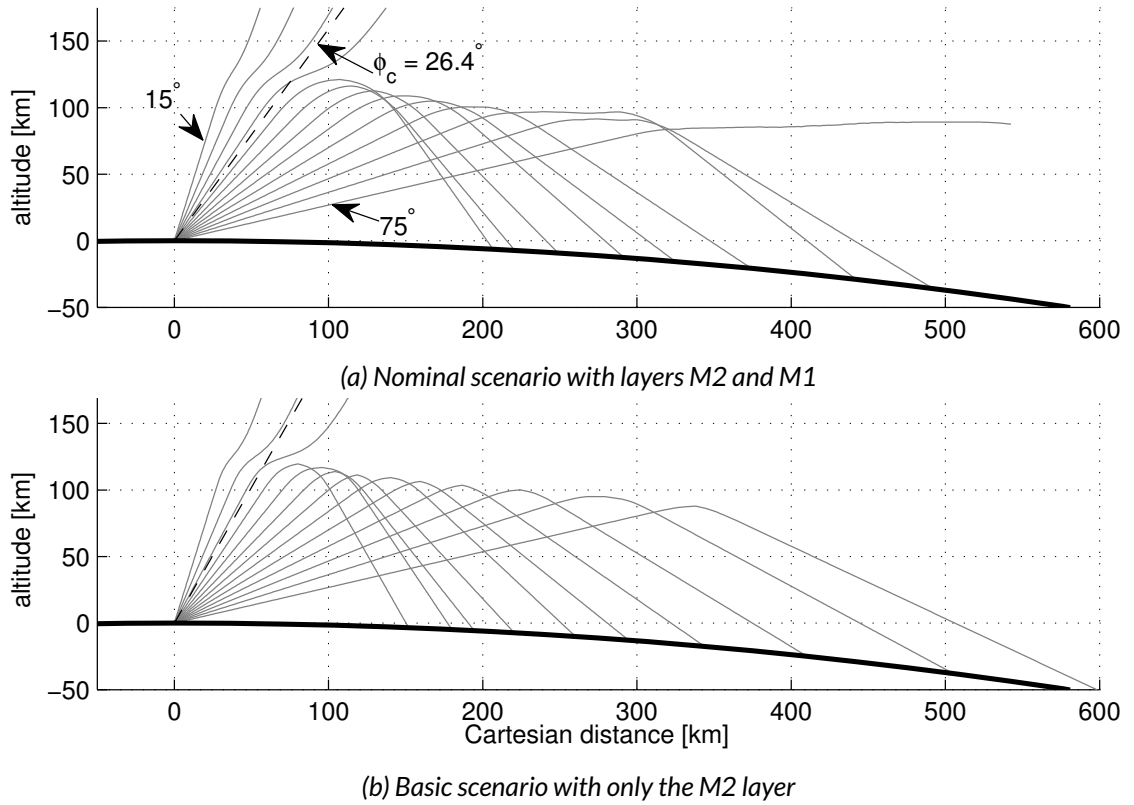 150
100
50
0
−50
altitude [km]
15°
ϕc = 26.4°
75°
0 100 200 300 400 500 600
(a) Nominal scenario with layers M2 and M1
150
100
50
0
−50
altitude [km]
0 100 200 300 400 500 600
Cartesian distance [km]
(b) Basic scenario with only the M2 layer